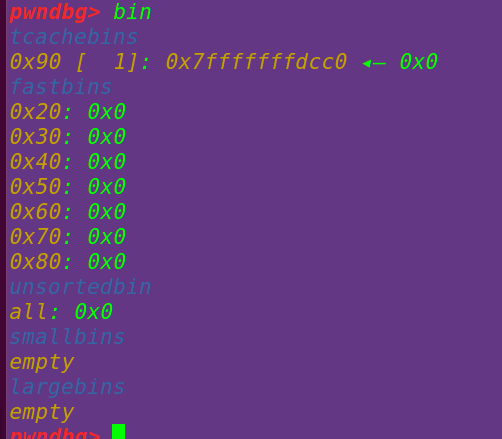 pwndbg> bin
tcachebins
0x90 [  1]: 0x7fffffffdcc0 ◂— 0x0
fastbins
0x20: 0x0
0x30: 0x0
0x40: 0x0
0x50: 0x0
0x60: 0x0
0x70: 0x0
0x80: 0x0
unsortedbin
all: 0x0
smallbins
empty
largebins
empty
pwndbg>